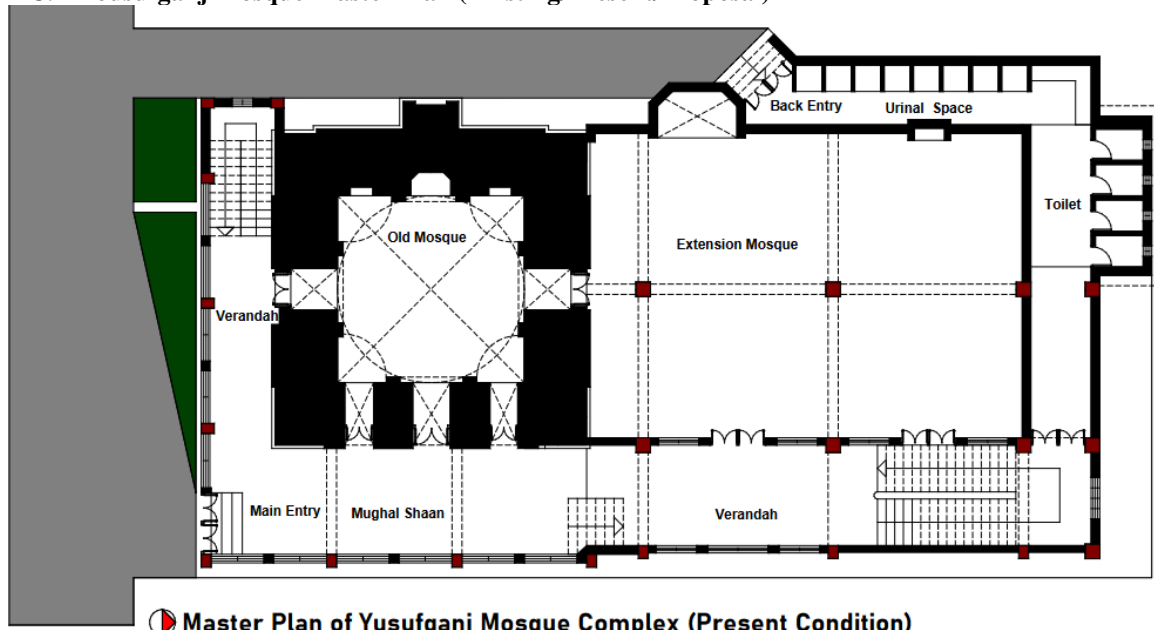 Back Entry
Urinal Space
Toilet
Old Mosque
Extension Mosque
Verandah
Main Entry
Mughal Shaan
Verandah
Master Plan of Yusufganj Mosque Complex (Present Condition)